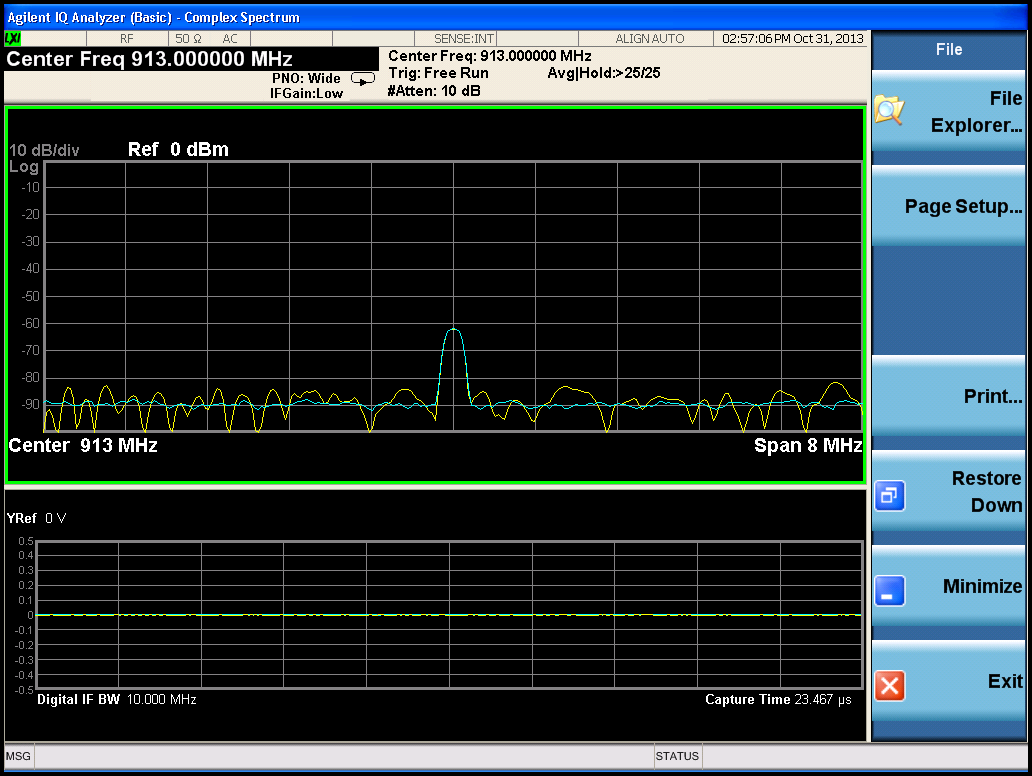 Agilent IQ Analyzer (Basic) - Complex Spectrum
LXI RF 50 Ω AC SENSE:INT ALIGN AUTO 02:57:06 PM Oct 31, 2013
Center Freq 913.000000 MHz
PNO: Wide
IFGain:Low
Center Freq: 913.000000 MHz
Trig: Free Run Avg|Hold:>25/25
#Atten: 10 dB
10 dB/div Ref 0 dBm
Log
-10
-20
-30
-40
-50
-60
-70
-80
-90
Center 913 MHz Span 8 MHz
YRef 0 V
0.5
0.4
0.3
0.2
0.1
0
-0.1
-0.2
-0.3
-0.4
-0.5
Digital IF BW 10.000 MHz Capture Time 23.467 µs
MSG STATUS
File
File
Explorer...
Page Setup...
Print...
Restore
Down
Minimize
Exit